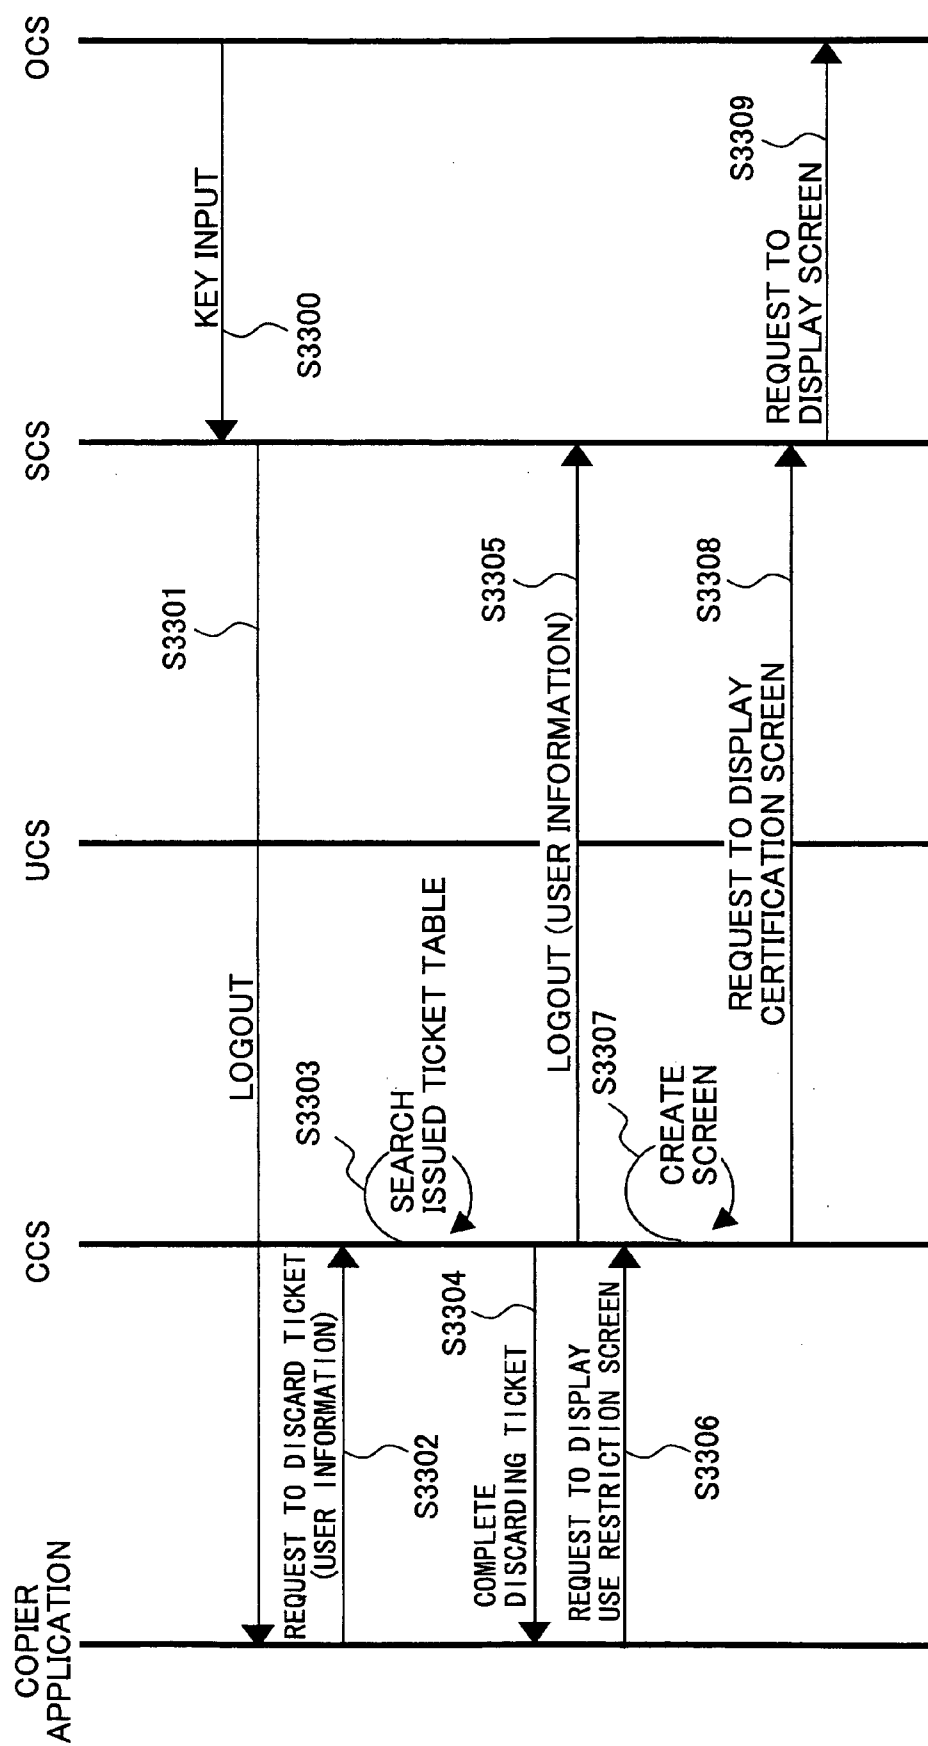 COPIER
APPLICATION
CCS
UCS
SCS
OCS
KEY INPUT
S3300
S3301
LOGOUT
REQUEST TO DISCARD TICKET
(USER INFORMATION)
S3302
S3303
SEARCH
ISSUED TICKET TABLE
S3304
COMPLETE
DISCARDING TICKET
S3305
LOGOUT (USER INFORMATION)
REQUEST TO DISPLAY
USE RESTRICTION SCREEN
S3306
S3307
CREATE
SCREEN
S3308
REQUEST TO DISPLAY
CERTIFICATION SCREEN
S3309
REQUEST TO
DISPLAY SCREEN